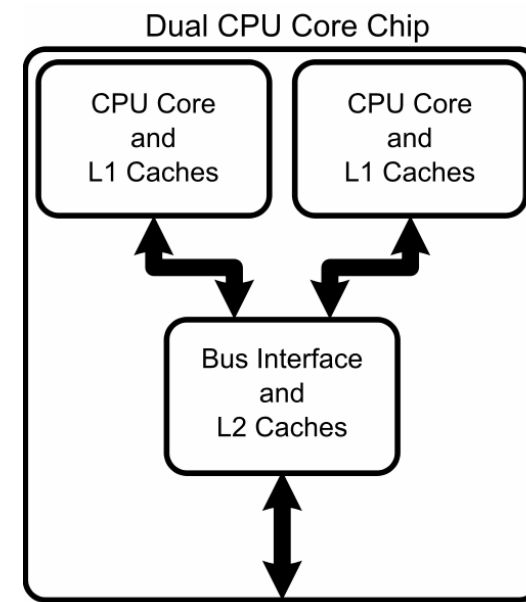 Dual CPU Core Chip
CPU Core
and
L1 Caches
CPU Core
and
L1 Caches
Bus Interface
and
L2 Caches